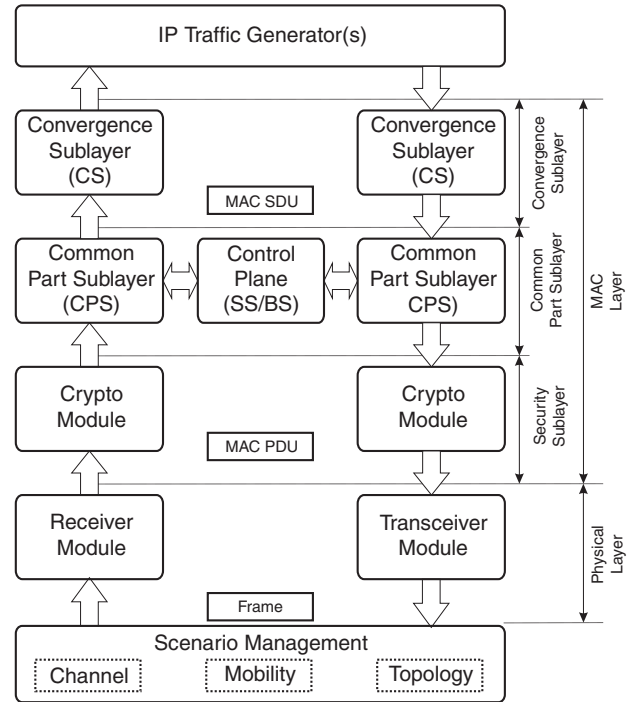 IP Traffic Generator(s)
Convergence
Sublayer
(CS)
Convergence
Sublayer
(CS)
Convergence
Sublayer
MAC SDU
Common
Part Sublayer
(CPS)
Control
Plane
(SS/BS)
Common
Part Sublayer
CPS)
Common
Part Sublayer
MAC
Layer
Crypto
Module
Crypto
Module
Security
Sublayer
MAC PDU
Receiver
Module
Transceiver
Module
Physical
Layer
Frame
Scenario Management
Channel
Mobility
Topology